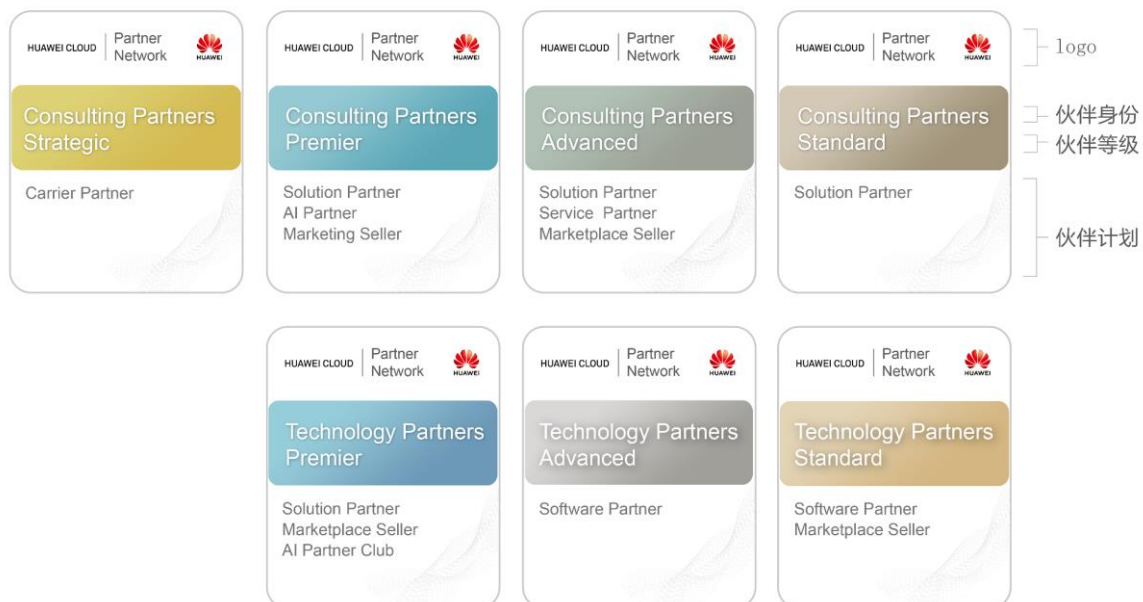 HUAWEI CLOUD
Partner
Network
HUAWEI
Consulting Partners
Strategic
Carrier Partner
HUAWEI CLOUD
Partner
Network
HUAWEI
Consulting Partners
Premier
Solution Partner
AI Partner
Marketing Seller
HUAWEI CLOUD
Partner
Network
HUAWEI
Consulting Partners
Advanced
Solution Partner
Service Partner
Marketplace Seller
HUAWEI CLOUD
Partner
Network
HUAWEI
Consulting Partners
Standard
Solution Partner
logo
伙伴身份
伙伴等级
伙伴计划
HUAWEI CLOUD
Partner
Network
HUAWEI
Technology Partners
Premier
Solution Partner
Marketplace Seller
AI Partner Club
HUAWEI CLOUD
Partner
Network
HUAWEI
Technology Partners
Advanced
Software Partner
HUAWEI CLOUD
Partner
Network
HUAWEI
Technology Partners
Standard
Software Partner
Marketplace Seller